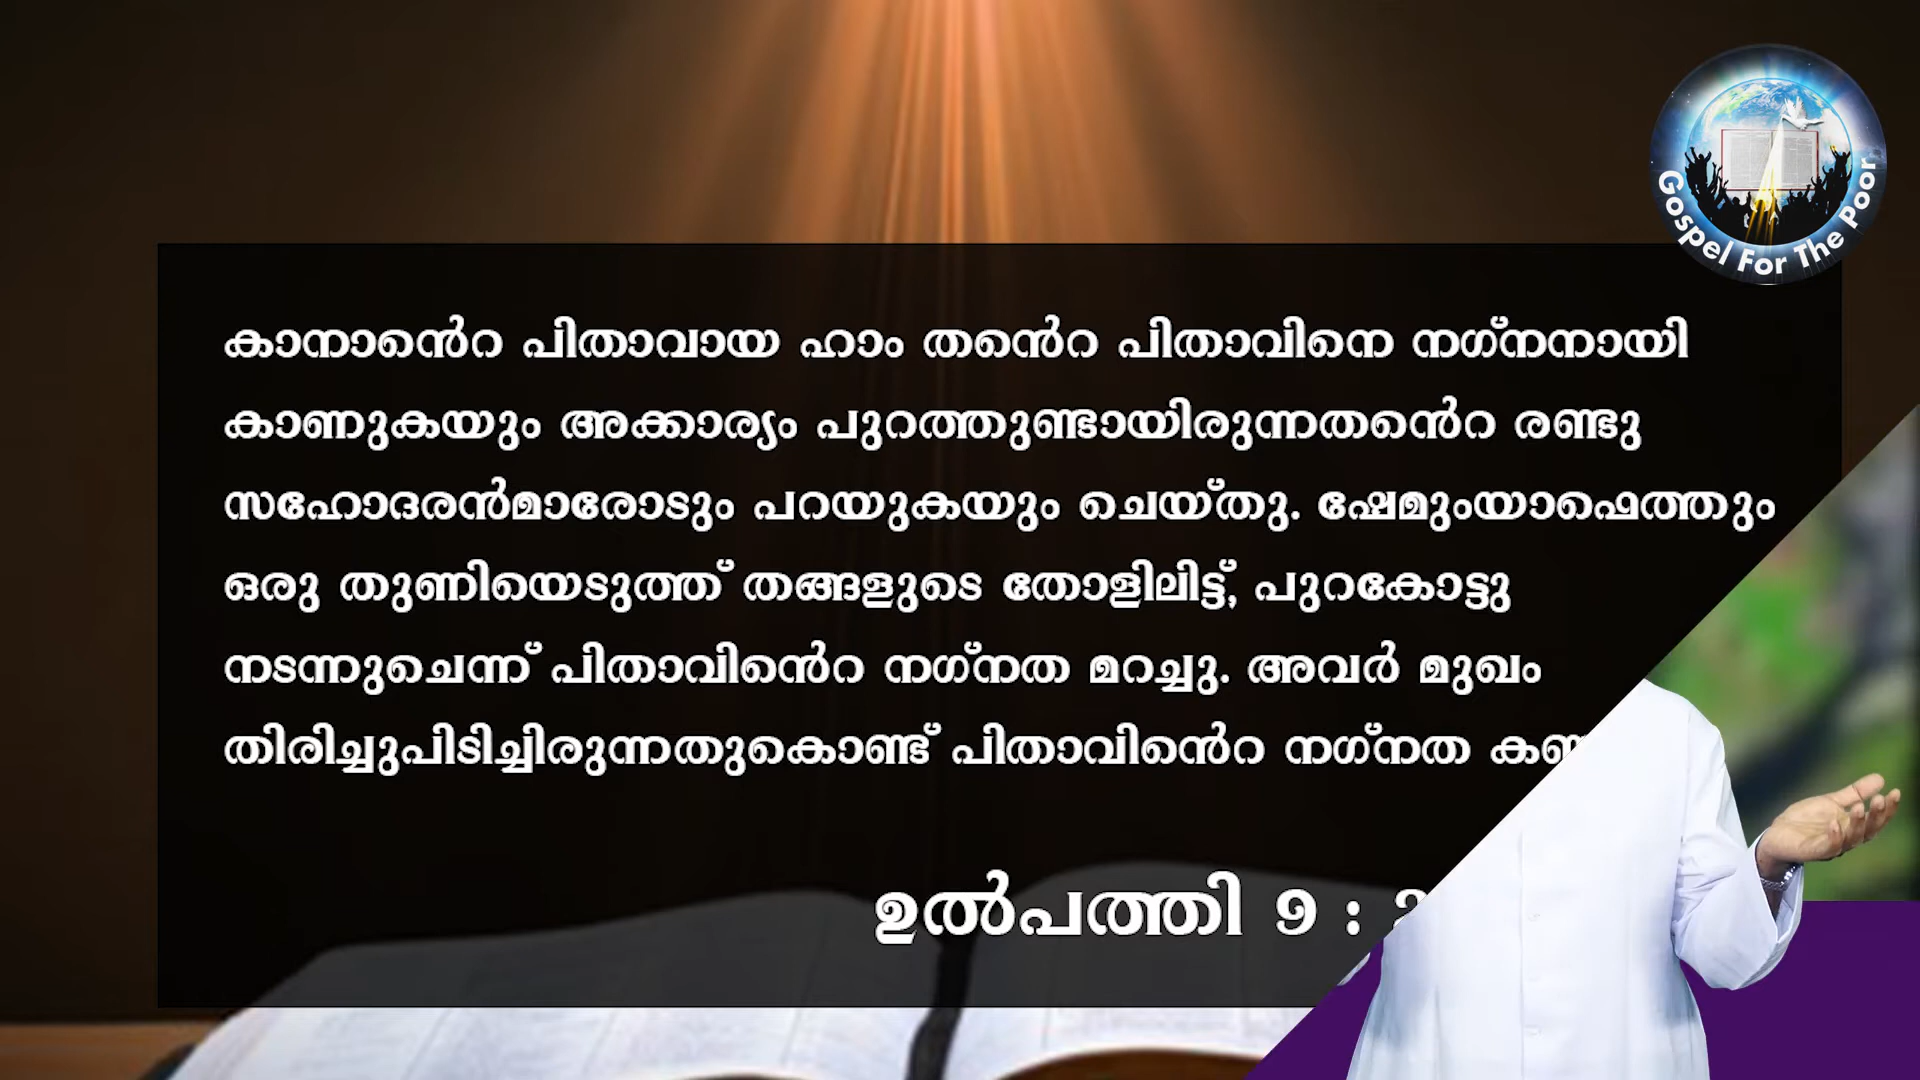 Gospel For The Poor
കാനാൻെറ പിതാവായ ഹാം തൻെറ പിതാവിനെ നഗ്നനായി
കാണുകയും അക്കാര്യം പുറത്തുണ്ടായിരുന്നതൻെറ രണ്ടു
സഹോദരൻമാരോടും പറയുകയും ചെയ്തു. ഷേമുംയാഫെത്തും
ഒരു തുണിയെടുത്ത് തങ്ങളുടെ തോളിലിട്ട്, പുറകോട്ടു
നടന്നുചെന്ന് പിതാവിൻെറ നഗ്നത മറച്ചു. അവർ മുഖം
തിരിച്ചുപിടിച്ചിരുന്നതുകൊണ്ട് പിതാവിൻെറ നഗ്നത
ഉൽപത്തി 9 :